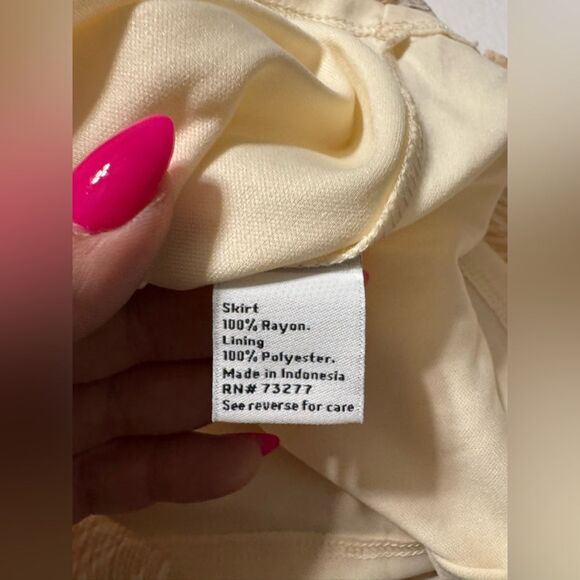 Skirt
100% Rayon.
Lining
100% Polyester.
Made in Indonesia
RN# 73277
See reverse for care